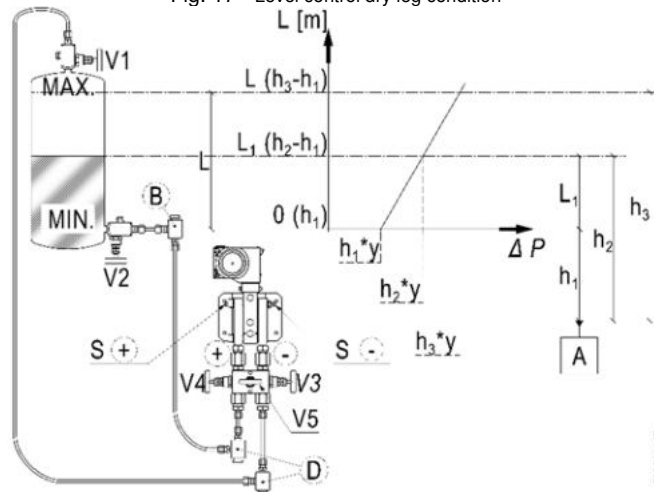 Fig. 17 – Level control dry leg condition
L [m]
V1
MAX.
L (h3-h1)
L1 (h2-h1)
L
B
MIN.
0 (h1)
L1
h3
h2
V2
h1*y
ΔP
h1
h2*y
S + + - S -
h3*y
A
V4
V3
V5
D